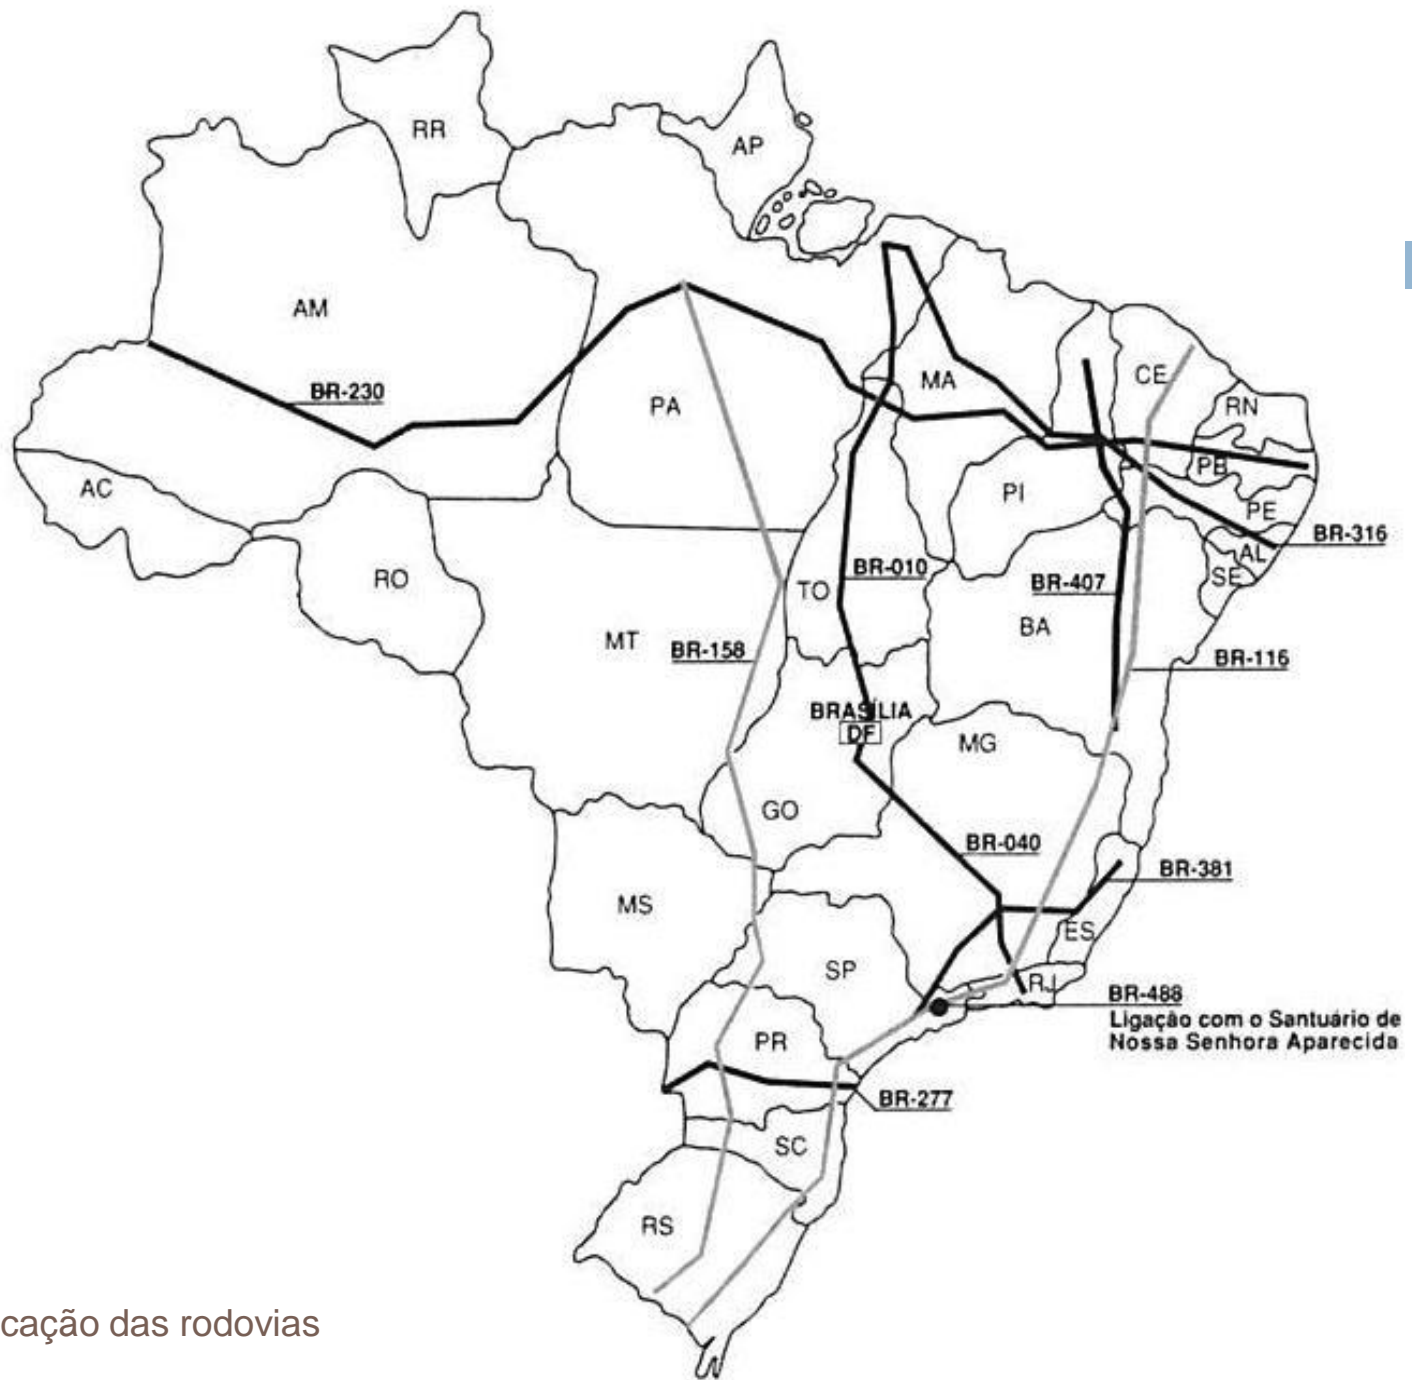 RR
AP
AM
BR-230
PA
MA
CE
RN
PB
PE
AL
SE
BR-316
AC
PI
RO
TO
BR-010
BR-407
BA
MT
BR-158
BR-116
BRASÍLIA
DF
MG
GO
BR-040
BR-381
MS
ES
SP
RJ
BR-488
Ligação com o Santuário de
Nossa Senhora Aparecida
PR
BR-277
SC
RS
cação das rodovias